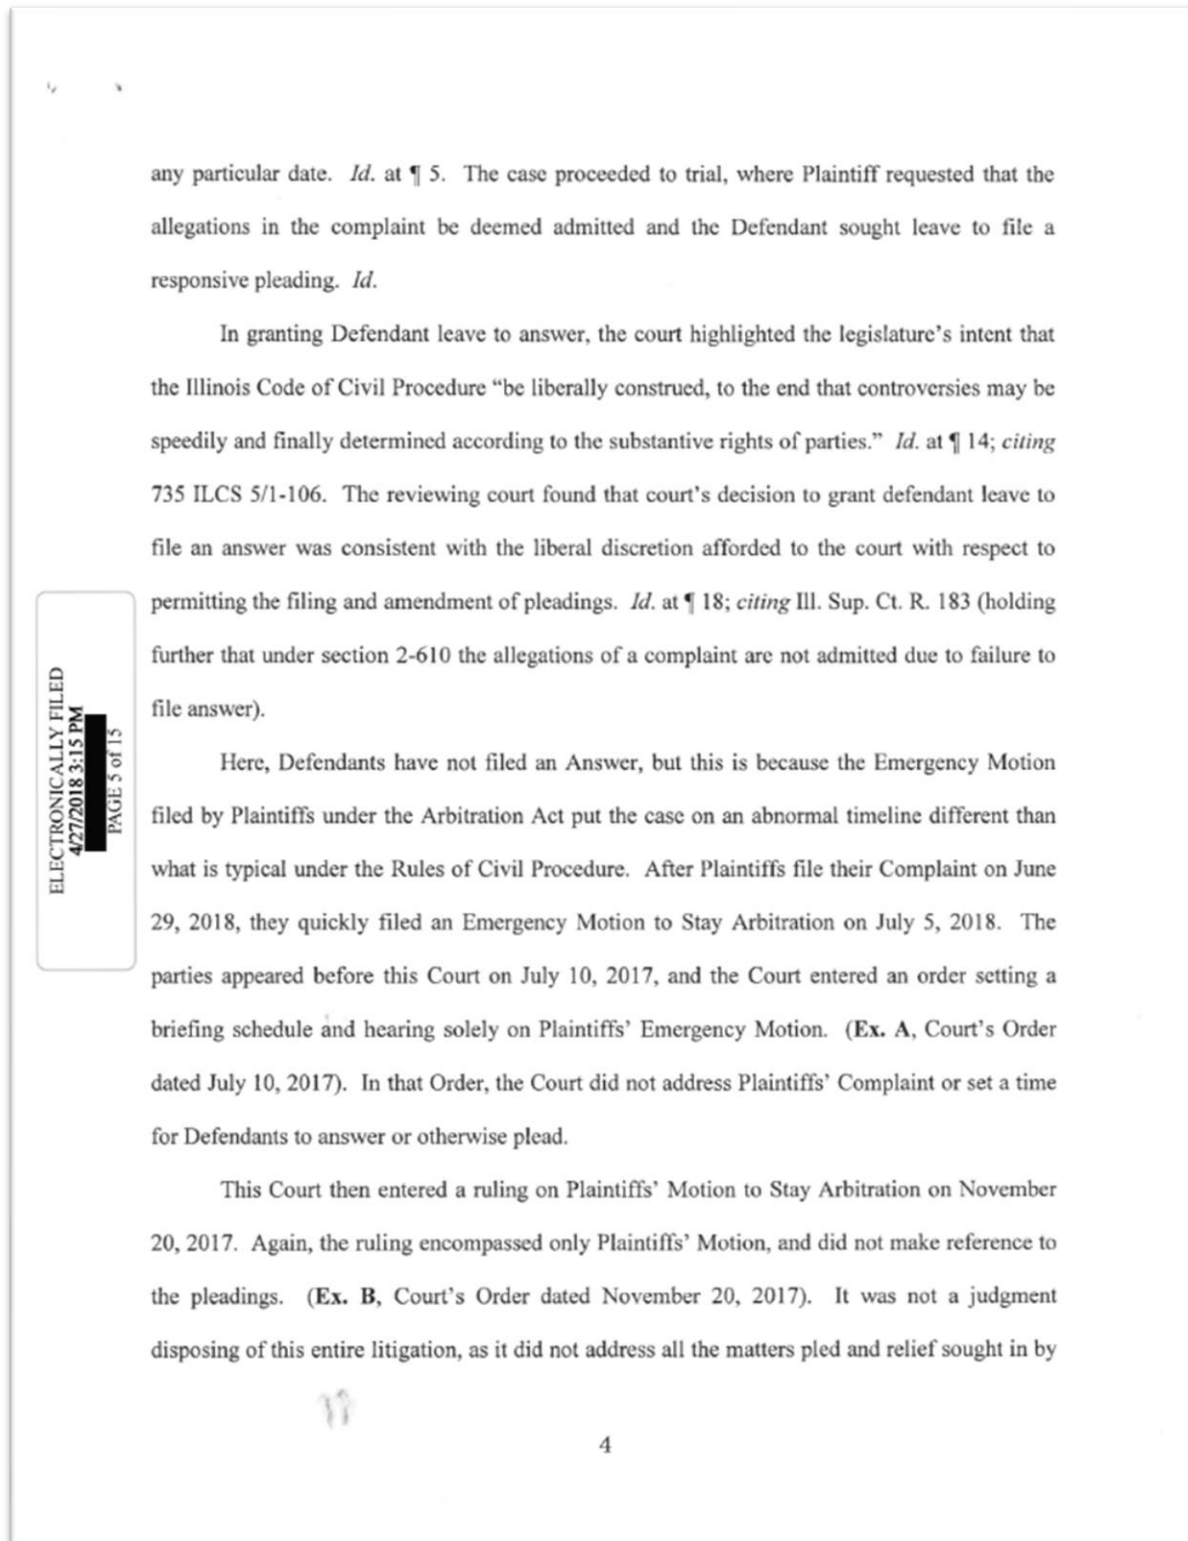 any particular date. Id. at ¶ 5. The case proceeded to trial, where Plaintiff requested that the
allegations in the complaint be deemed admitted and the Defendant sought leave to file a
responsive pleading. Id.
In granting Defendant leave to answer, the court highlighted the legislature's intent that
the Illinois Code of Civil Procedure “be liberally construed, to the end that controversies may be
speedily and finally determined according to the substantive rights of parties.” Id. at ¶ 14; citing
735 ILCS 5/1-106. The reviewing court found that court's decision to grant defendant leave to
file an answer was consistent with the liberal discretion afforded to the court with respect to
permitting the filing and amendment of pleadings. Id. at ¶ 18; citing Ill. Sup. Ct. R. 183 (holding
further that under section 2-610 the allegations of a complaint are not admitted due to failure to
file answer).
Here, Defendants have not filed an Answer, but this is because the Emergency Motion
filed by Plaintiffs under the Arbitration Act put the case on an abnormal timeline different than
what is typical under the Rules of Civil Procedure. After Plaintiffs file their Complaint on June
29, 2018, they quickly filed an Emergency Motion to Stay Arbitration on July 5, 2018. The
parties appeared before this Court on July 10, 2017, and the Court entered an order setting a
briefing schedule and hearing solely on Plaintiffs' Emergency Motion. (Ex. A, Court's Order
dated July 10, 2017). In that Order, the Court did not address Plaintiffs' Complaint or set a time
for Defendants to answer or otherwise plead.
This Court then entered a ruling on Plaintiffs' Motion to Stay Arbitration on November
20, 2017. Again, the ruling encompassed only Plaintiffs' Motion, and did not make reference to
the pleadings. (Ex. B, Court's Order dated November 20, 2017). It was not a judgment
disposing of this entire litigation, as it did not address all the matters pled and relief sought in by
4
ELECTRONICALLY FILED
4/27/2018 3:15 PM
PAGE 5 of 15